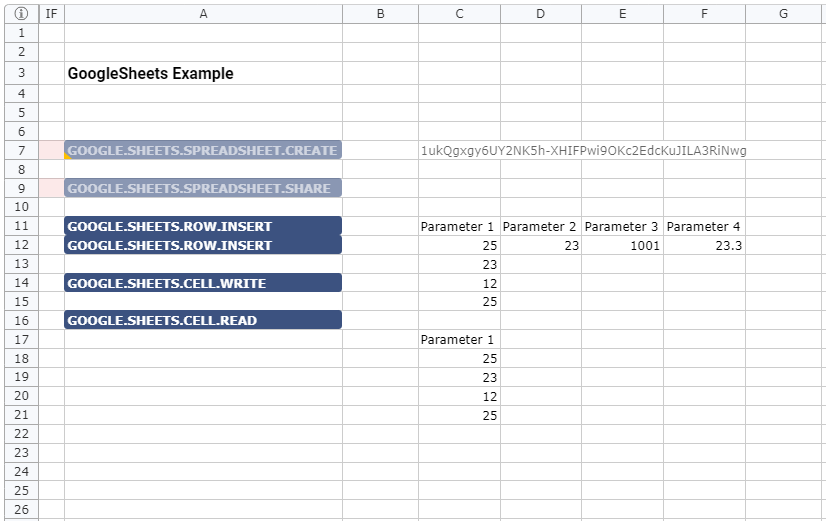 IF A B C D E F G
1
2
3 GoogleSheets Example
4
5
6
7 GOOGLE.SHEETS.SPREADSHEET.CREATE 1ukQgxgy6UY2NK5h-XHIFPwi9OKc2EdcKuJILA3RiNwg
8
9 GOOGLE.SHEETS.SPREADSHEET.SHARE
10
11 GOOGLE.SHEETS.ROW.INSERT Parameter 1 Parameter 2 Parameter 3 Parameter 4
12 GOOGLE.SHEETS.ROW.INSERT 25 23 1001 23.3
13 23
14 GOOGLE.SHEETS.CELL.WRITE 12
15 25
16 GOOGLE.SHEETS.CELL.READ
17 Parameter 1
18 25
19 23
20 12
21 25
22
23
24
25
26